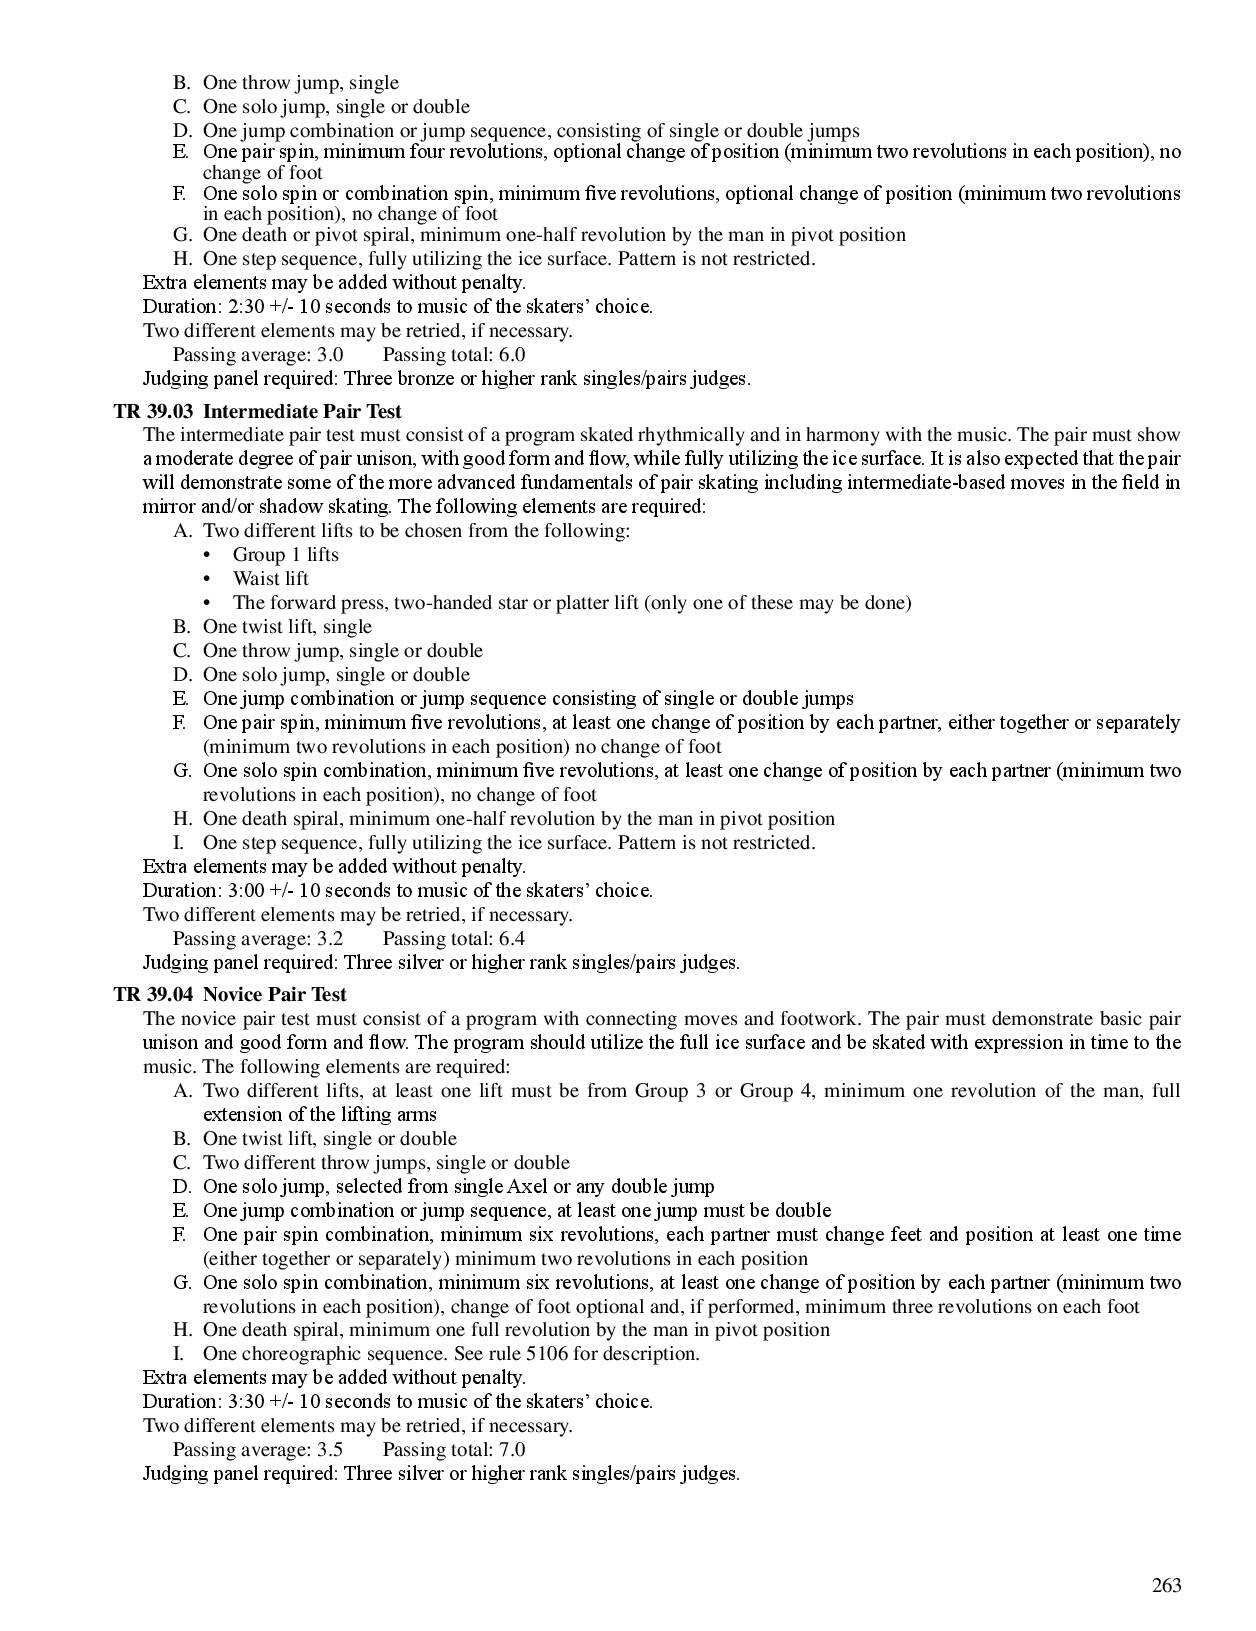 B. One throw jump, single
C. One solo jump, single or double
D. One jump combination or jump sequence, consisting of single or double jumps
E. One pair spin, minimum four revolutions, optional change of position (minimum two revolutions in each position), no
change of foot
F. One solo spin or combination spin, minimum five revolutions, optional change of position (minimum two revolutions
in each position), no change of foot
G. One death or pivot spiral, minimum one-half revolution by the man in pivot position
H. One step sequence, fully utilizing the ice surface. Pattern is not restricted.
Extra elements may be added without penalty.
Duration: 2:30 +/- 10 seconds to music of the skaters’ choice.
Two different elements may be retried, if necessary.
Passing average: 3.0 Passing total: 6.0
Judging panel required: Three bronze or higher rank singles/pairs judges.
TR 39.03 Intermediate Pair Test
The intermediate pair test must consist of a program skated rhythmically and in harmony with the music. The pair must show
a moderate degree of pair unison, with good form and flow, while fully utilizing the ice surface. It is also expected that the pair
will demonstrate some of the more advanced fundamentals of pair skating including intermediate-based moves in the field in
mirror and/or shadow skating. The following elements are required:
A. Two different lifts to be chosen from the following:
• Group 1 lifts
• Waist lift
• The forward press, two-handed star or platter lift (only one of these may be done)
B. One twist lift, single
C. One throw jump, single or double
D. One solo jump, single or double
E. One jump combination or jump sequence consisting of single or double jumps
F. One pair spin, minimum five revolutions, at least one change of position by each partner, either together or separately
(minimum two revolutions in each position) no change of foot
G. One solo spin combination, minimum five revolutions, at least one change of position by each partner (minimum two
revolutions in each position), no change of foot
H. One death spiral, minimum one-half revolution by the man in pivot position
I. One step sequence, fully utilizing the ice surface. Pattern is not restricted.
Extra elements may be added without penalty.
Duration: 3:00 +/- 10 seconds to music of the skaters’ choice.
Two different elements may be retried, if necessary.
Passing average: 3.2 Passing total: 6.4
Judging panel required: Three silver or higher rank singles/pairs judges.
TR 39.04 Novice Pair Test
The novice pair test must consist of a program with connecting moves and footwork. The pair must demonstrate basic pair
unison and good form and flow. The program should utilize the full ice surface and be skated with expression in time to the
music. The following elements are required:
A. Two different lifts, at least one lift must be from Group 3 or Group 4, minimum one revolution of the man, full
extension of the lifting arms
B. One twist lift, single or double
C. Two different throw jumps, single or double
D. One solo jump, selected from single Axel or any double jump
E. One jump combination or jump sequence, at least one jump must be double
F. One pair spin combination, minimum six revolutions, each partner must change feet and position at least one time
(either together or separately) minimum two revolutions in each position
G. One solo spin combination, minimum six revolutions, at least one change of position by each partner (minimum two
revolutions in each position), change of foot optional and, if performed, minimum three revolutions on each foot
H. One death spiral, minimum one full revolution by the man in pivot position
I. One choreographic sequence. See rule 5106 for description.
Extra elements may be added without penalty.
Duration: 3:30 +/- 10 seconds to music of the skaters’ choice.
Two different elements may be retried, if necessary.
Passing average: 3.5 Passing total: 7.0
Judging panel required: Three silver or higher rank singles/pairs judges.
263